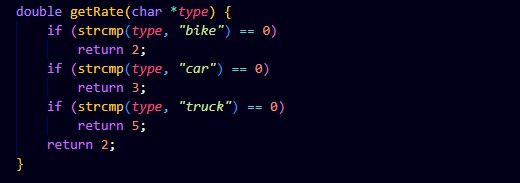 double getRate(char *type) {
    if (strcmp(type, "bike") == 0)
        return 2;
    if (strcmp(type, "car") == 0)
        return 3;
    if (strcmp(type, "truck") == 0)
        return 5;
    return 2;
}